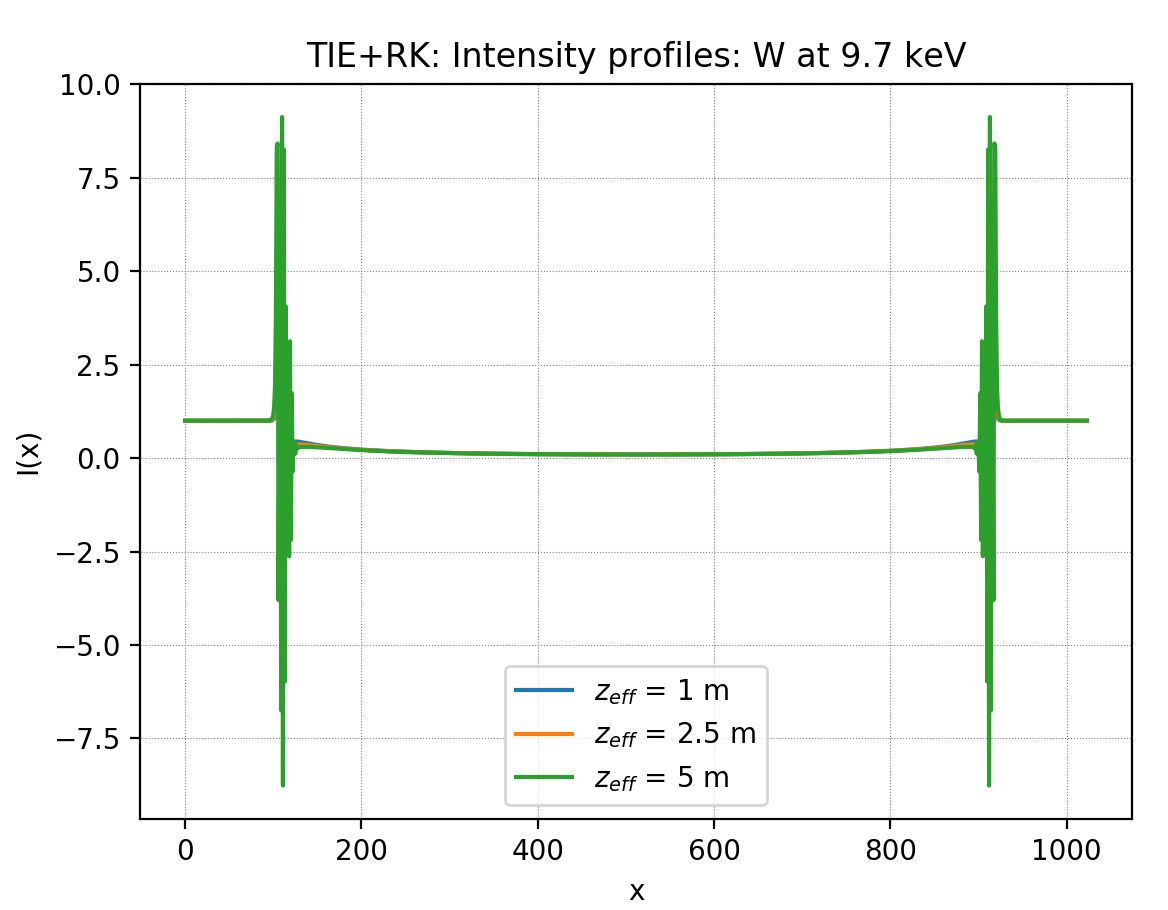 TIE+RK: Intensity profiles: W at 9.7 keV
10.0
7.5
5.0
2.5
0.0
−2.5
−5.0
−7.5
I(x)
z_eff = 1 m
z_eff = 2.5 m
z_eff = 5 m
0 200 400 600 800 1000
x